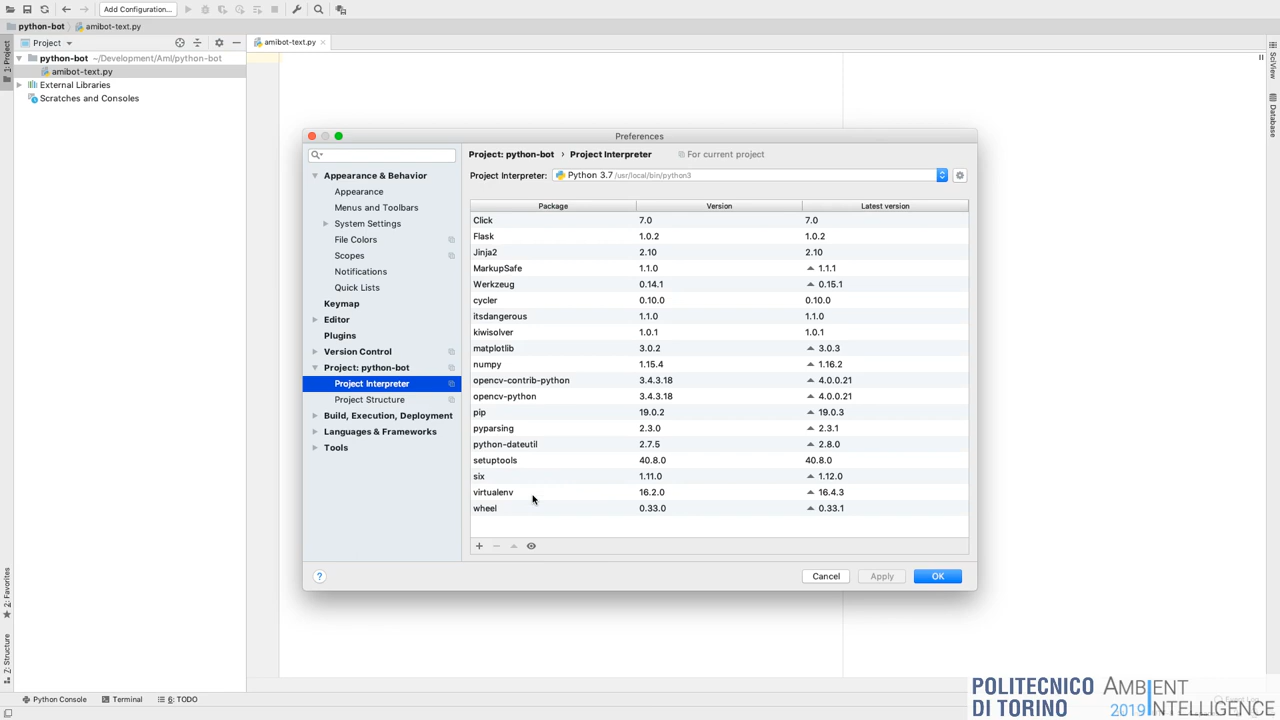 Add Configuration...
python-bot › amibot-text.py
Project
amibot-text.py
python-bot ~/Development/AmI/python-bot
amibot-text.py
External Libraries
Scratches and Consoles
1: Project
2: Favorites
7: Structure
SciView
Database
Preferences
Appearance & Behavior
Appearance
Menus and Toolbars
System Settings
File Colors
Scopes
Notifications
Quick Lists
Keymap
Editor
Plugins
Version Control
Project: python-bot
Project Interpreter
Project Structure
Build, Execution, Deployment
Languages & Frameworks
Tools
Project: python-bot › Project Interpreter For current project
Project Interpreter: Python 3.7 /usr/local/bin/python3
Package Version Latest version
Click 7.0 7.0
Flask 1.0.2 1.0.2
Jinja2 2.10 2.10
MarkupSafe 1.1.0 1.1.1
Werkzeug 0.14.1 0.15.1
cycler 0.10.0 0.10.0
itsdangerous 1.1.0 1.1.0
kiwisolver 1.0.1 1.0.1
matplotlib 3.0.2 3.0.3
numpy 1.15.4 1.16.2
opencv-contrib-python 3.4.3.18 4.0.0.21
opencv-python 3.4.3.18 4.0.0.21
pip 19.0.2 19.0.3
pyparsing 2.3.0 2.3.1
python-dateutil 2.7.5 2.8.0
setuptools 40.8.0 40.8.0
six 1.11.0 1.12.0
virtualenv 16.2.0 16.4.3
wheel 0.33.0 0.33.1
? Cancel Apply OK
Python Console Terminal 6: TODO
POLITECNICO
DI TORINO
AMBIENT
2019 INTELLIGENCE